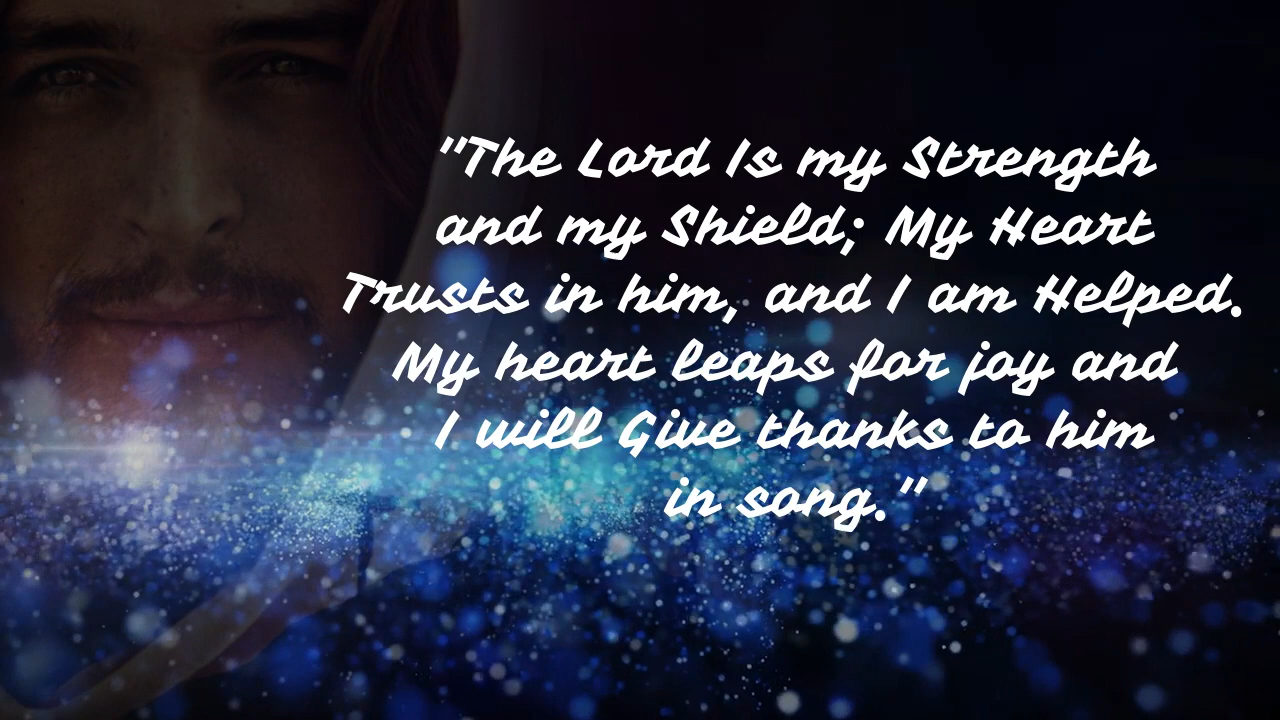 "The Lord Is my Strength
and my Shield; My Heart
Trusts in him, and I am Helped.
My heart leaps for joy and
I will Give thanks to him
in song."